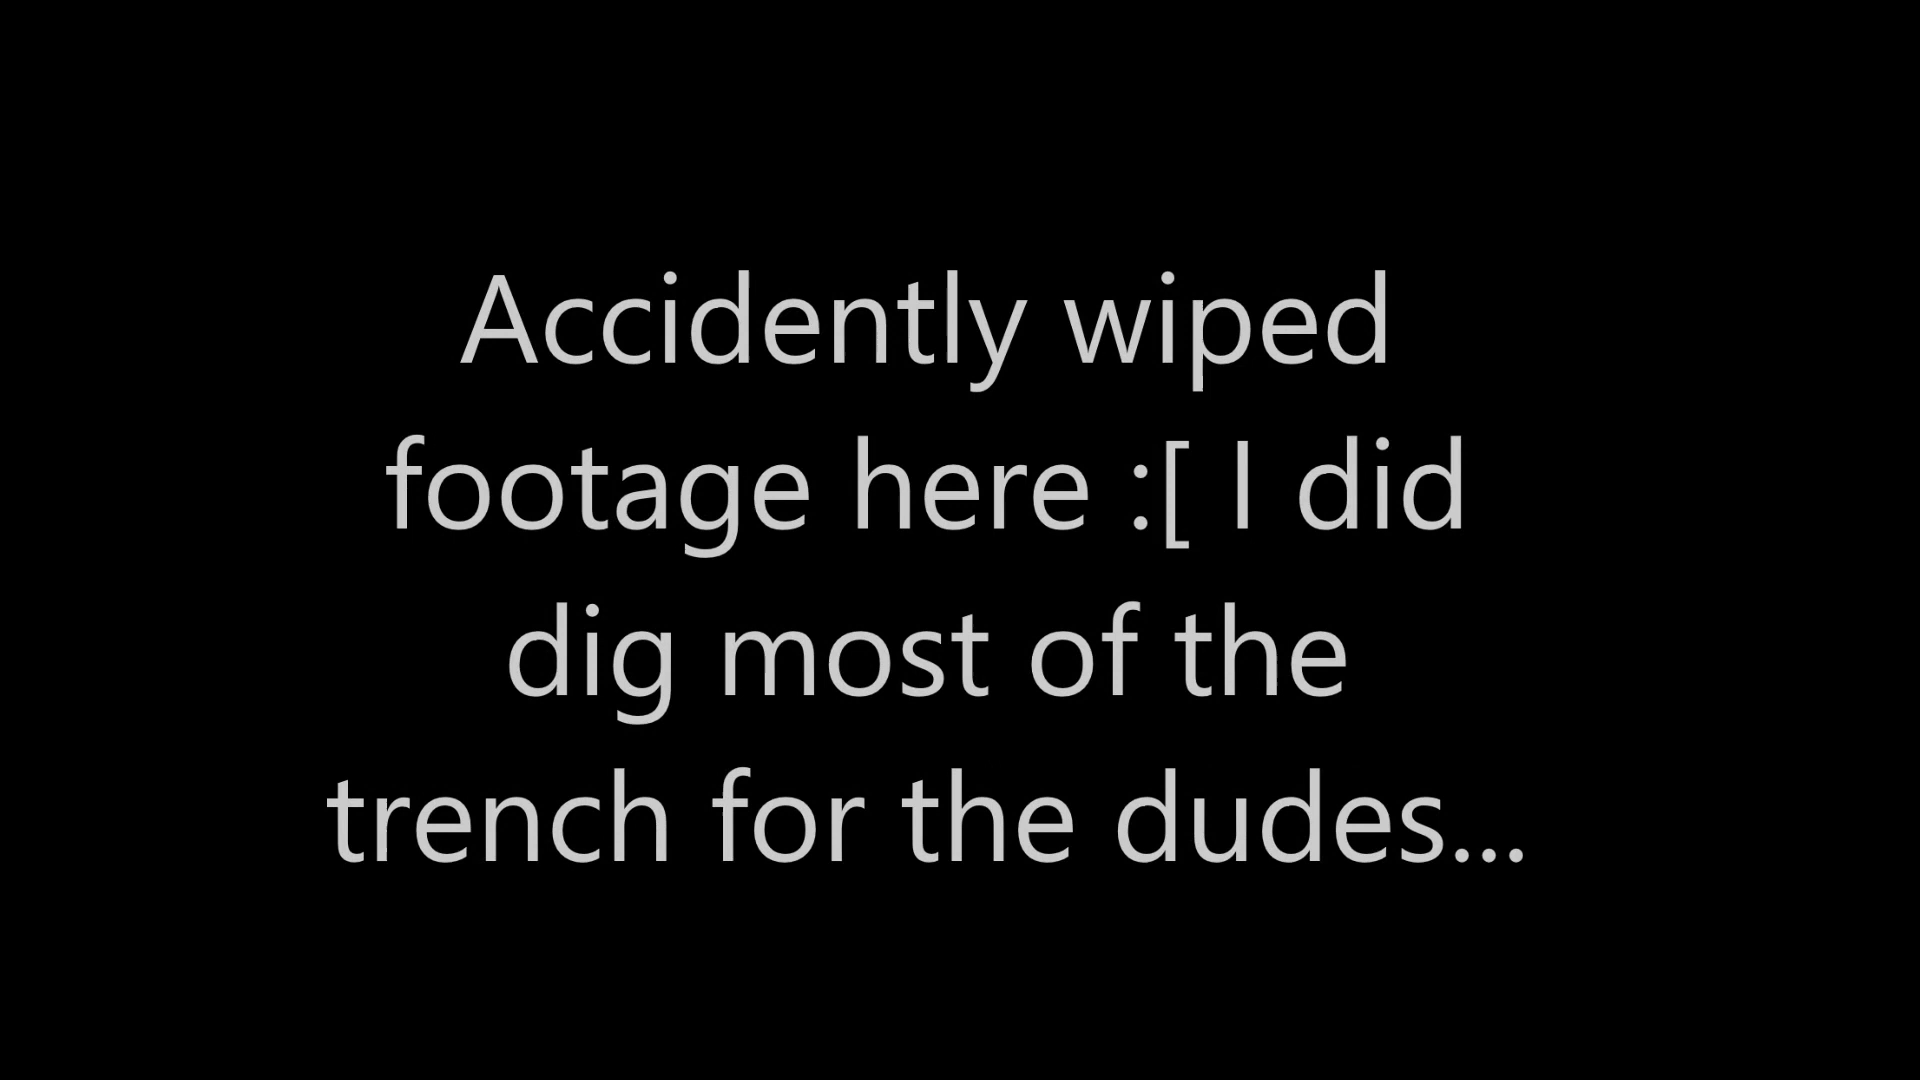 Accidently wiped
footage here :[ I did
dig most of the
trench for the dudes...